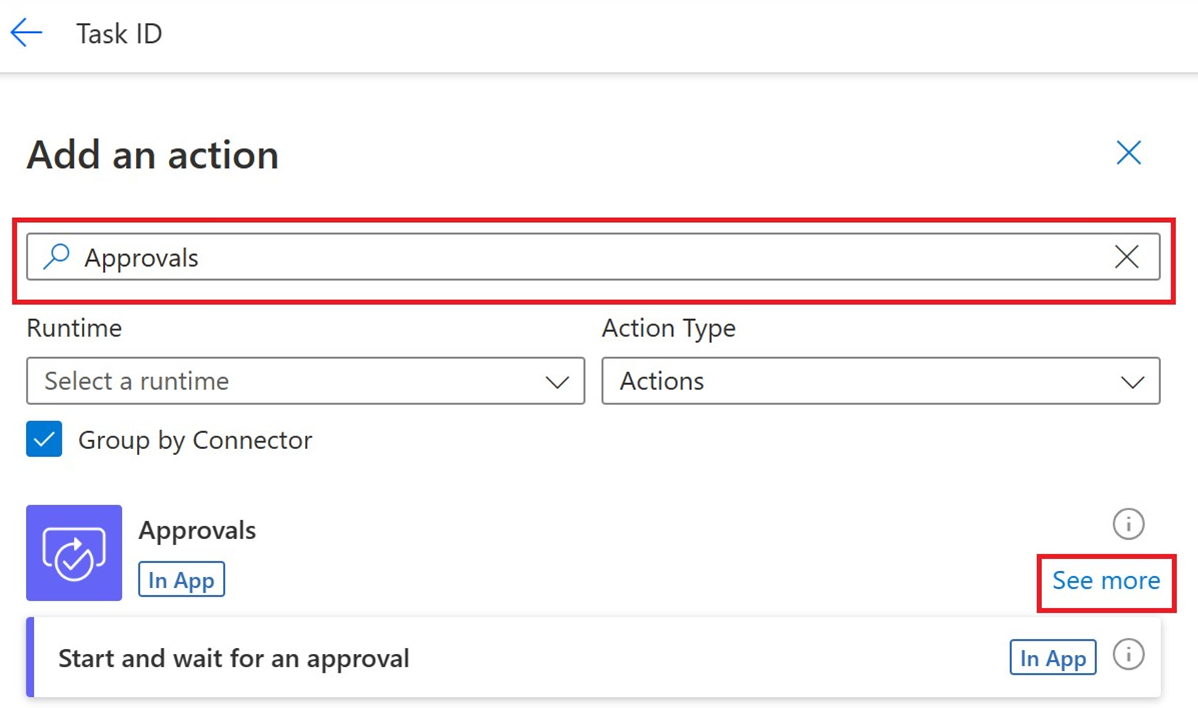 Task ID
Add an action
Approvals
Runtime
Action Type
Select a runtime
Actions
Group by Connector
Approvals
In App
See more
Start and wait for an approval
In App